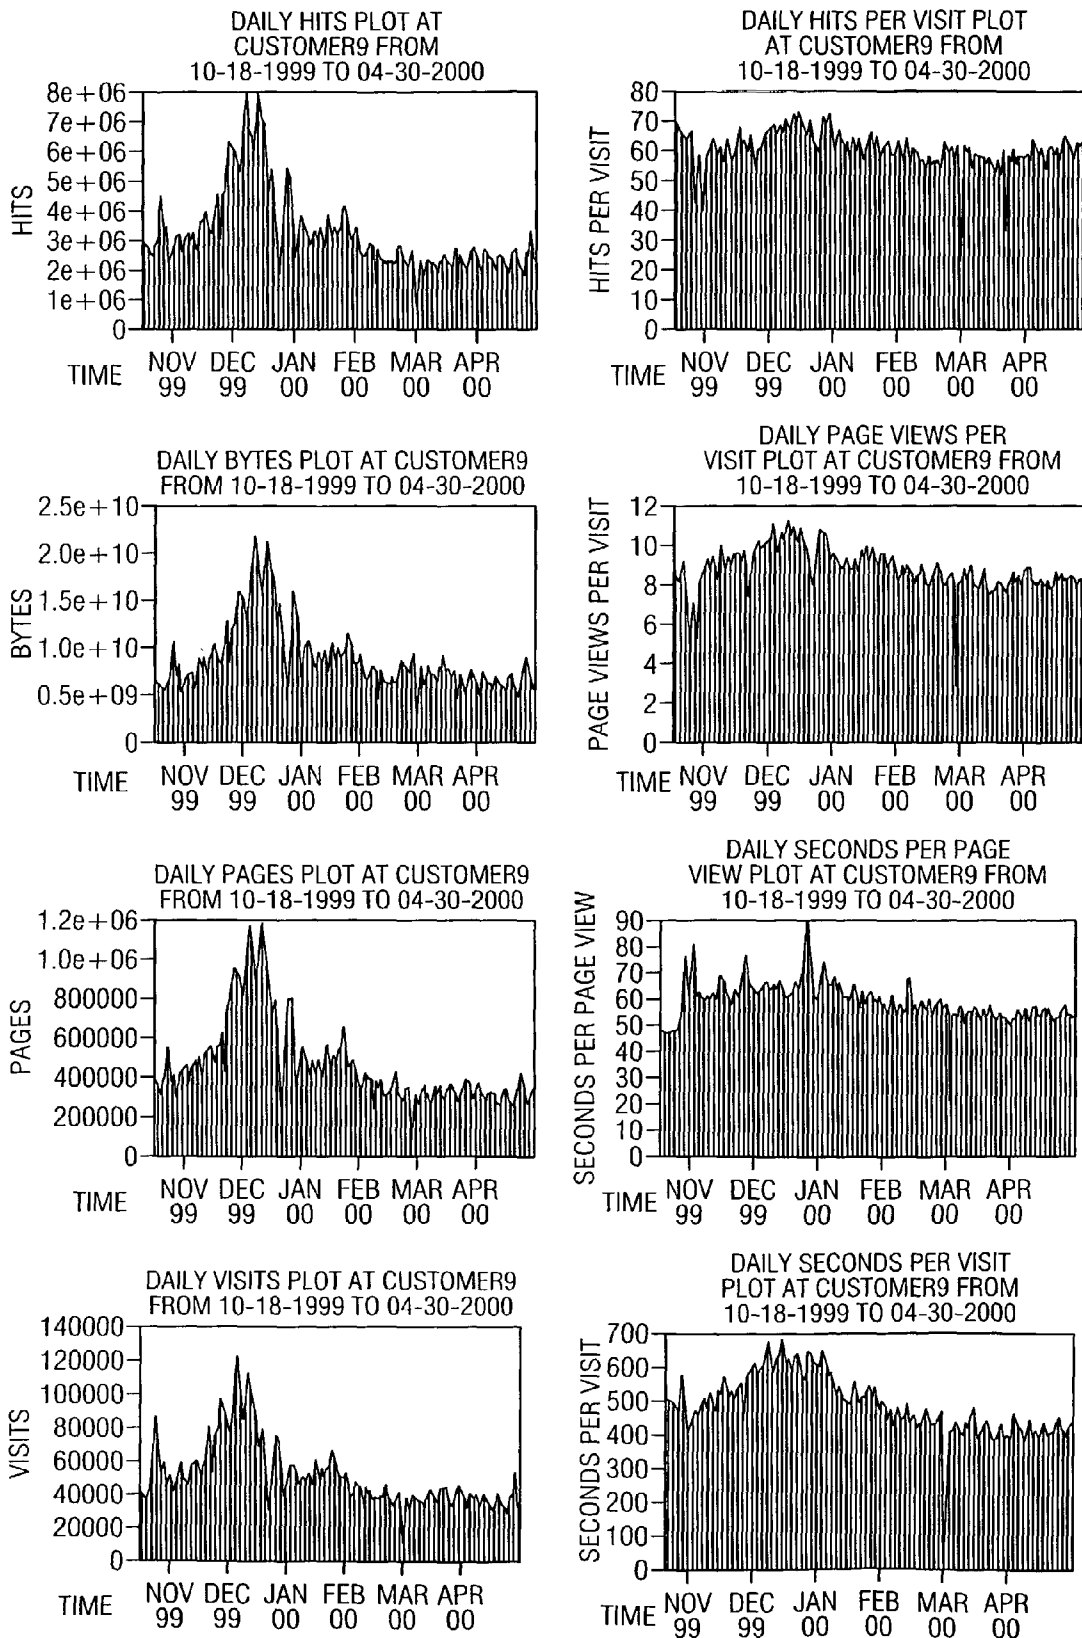 DAILY HITS PLOT AT
CUSTOMER9 FROM
10-18-1999 TO 04-30-2000
8e+06
7e+06
6e+06
5e+06
4e+06
3e+06
2e+06
1e+06
0
HITS
NOV DEC JAN FEB MAR APR
TIME 99 99 00 00 00 00
DAILY HITS PER VISIT PLOT
AT CUSTOMER9 FROM
10-18-1999 TO 04-30-2000
80
70
60
50
40
30
20
10
0
HITS PER VISIT
NOV DEC JAN FEB MAR APR
TIME 99 99 00 00 00 00
DAILY BYTES PLOT AT CUSTOMER9
FROM 10-18-1999 TO 04-30-2000
2.5e+10
2.0e+10
1.5e+10
1.0e+10
0.5e+09
0
BYTES
NOV DEC JAN FEB MAR APR
TIME 99 99 00 00 00 00
DAILY PAGE VIEWS PER
VISIT PLOT AT CUSTOMER9 FROM
10-18-1999 TO 04-30-2000
12
10
8
6
4
2
0
PAGE VIEWS PER VISIT
TIME NOV DEC JAN FEB MAR APR
99 99 00 00 00 00
DAILY PAGES PLOT AT CUSTOMER9
FROM 10-18-1999 TO 04-30-2000
1.2e+06
1.0e+06
800000
600000
400000
200000
0
PAGES
NOV DEC JAN FEB MAR APR
TIME 99 99 00 00 00 00
DAILY SECONDS PER PAGE
VIEW PLOT AT CUSTOMER9 FROM
10-18-1999 TO 04-30-2000
90
80
70
60
50
40
30
20
10
0
SECONDS PER PAGE VIEW
NOV DEC JAN FEB MAR APR
TIME 99 99 00 00 00 00
DAILY VISITS PLOT AT CUSTOMER9
FROM 10-18-1999 TO 04-30-2000
140000
120000
100000
80000
60000
40000
20000
0
VISITS
NOV DEC JAN FEB MAR APR
TIME 99 99 00 00 00 00
DAILY SECONDS PER VISIT
PLOT AT CUSTOMER9 FROM
10-18-1999 TO 04-30-2000
700
600
500
400
300
200
100
0
SECONDS PER VISIT
NOV DEC JAN FEB MAR APR
TIME 99 99 00 00 00 00